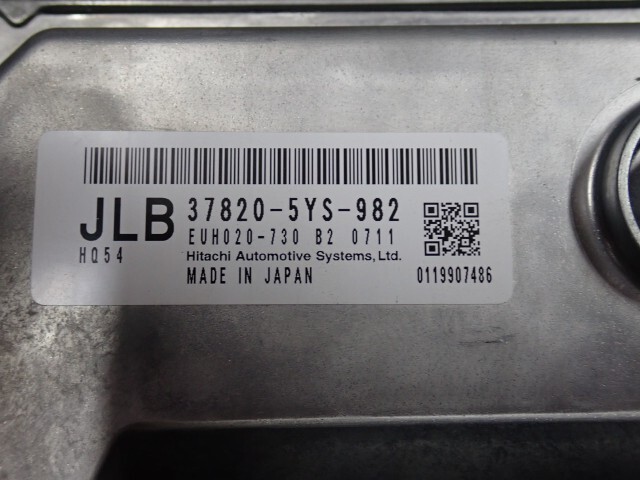 JLB 37820-5YS-982
EUH020-730 B2 0711
HQ54 Hitachi Automotive Systems, Ltd.
MADE IN JAPAN 0119907486